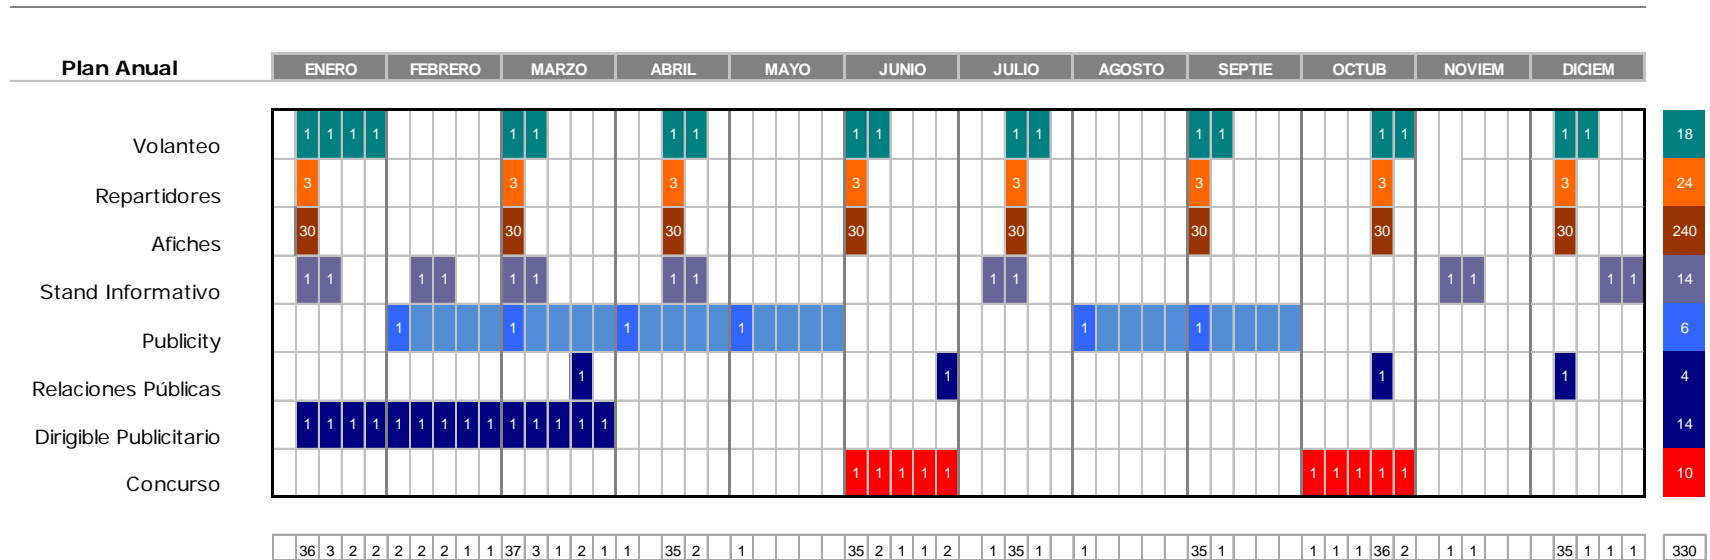 Plan Anual ENERO FEBRERO MARZO ABRIL MAYO JUNIO JULIO AGOSTO SEPTIE OCTUB NOVIEM DICIEM
Volanteo 1 1 1 1 1 1 1 1 1 1 1 1 1 1 1 1 1 1 18
Repartidores 3 3 3 3 3 3 3 3 24
Afiches 30 30 30 30 30 30 30 30 240
Stand Informativo 1 1 1 1 1 1 1 1 1 1 1 1 1 1 14
Publicity 1 1 1 1 1 1 6
Relaciones Públicas 1 1 1 1 4
Dirigible Publicitario 1 1 1 1 1 1 1 1 1 1 1 1 1 1 14
Concurso 1 1 1 1 1 1 1 1 1 1 10
36 3 2 2 2 2 2 1 1 37 3 1 2 1 1 35 2 1 35 2 1 1 2 1 35 1 1 35 1 1 1 1 36 2 1 1 35 1 1 1 330